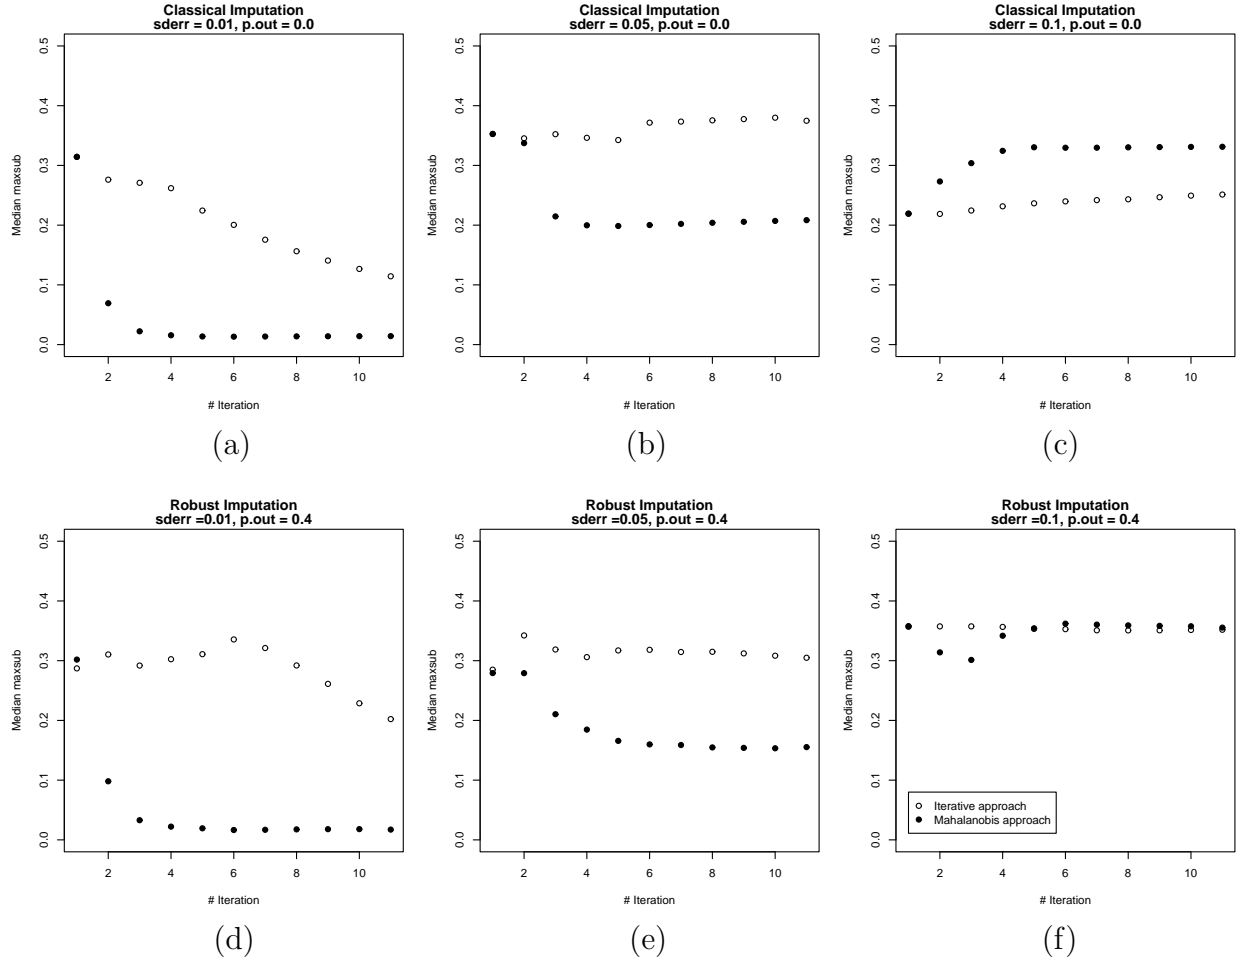 Classical Imputation
sderr = 0.01, p.out = 0.0
Median maxsub
0.5
0.4
0.3
0.2
0.1
0.0
2 4 6 8 10
# Iteration
(a)
Classical Imputation
sderr = 0.05, p.out = 0.0
Median maxsub
0.5
0.4
0.3
0.2
0.1
0.0
2 4 6 8 10
# Iteration
(b)
Classical Imputation
sderr = 0.1, p.out = 0.0
Median maxsub
0.5
0.4
0.3
0.2
0.1
0.0
2 4 6 8 10
# Iteration
(c)
Robust Imputation
sderr =0.01, p.out = 0.4
Median maxsub
0.5
0.4
0.3
0.2
0.1
0.0
2 4 6 8 10
# Iteration
(d)
Robust Imputation
sderr =0.05, p.out = 0.4
Median maxsub
0.5
0.4
0.3
0.2
0.1
0.0
2 4 6 8 10
# Iteration
(e)
Robust Imputation
sderr =0.1, p.out = 0.4
Median maxsub
0.5
0.4
0.3
0.2
0.1
0.0
Iterative approach
Mahalanobis approach
2 4 6 8 10
# Iteration
(f)